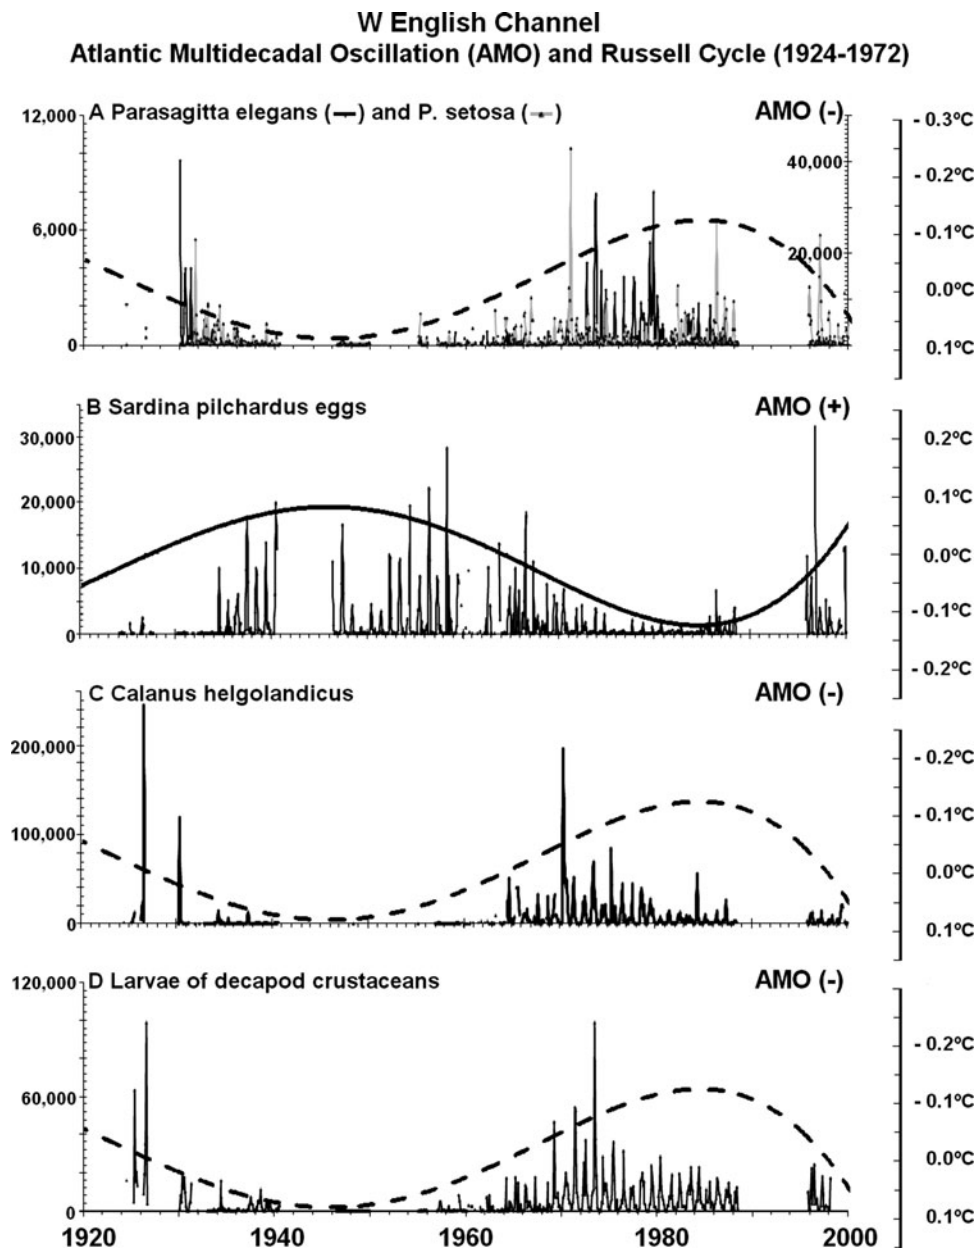 W English Channel
Atlantic Multidecadal Oscillation (AMO) and Russell Cycle (1924-1972)
A Parasagitta elegans (—) and P. setosa (—)
AMO (-)
12,000
6,000
0
40,000
20,000
- 0.3ºC
- 0.2ºC
- 0.1ºC
0.0ºC
0.1ºC
B Sardina pilchardus eggs
AMO (+)
30,000
20,000
10,000
0
0.2ºC
0.1ºC
0.0ºC
- 0.1ºC
- 0.2ºC
C Calanus helgolandicus
AMO (-)
200,000
100,000
0
- 0.2ºC
- 0.1ºC
0.0ºC
0.1ºC
D Larvae of decapod crustaceans
AMO (-)
120,000
60,000
0
- 0.2ºC
- 0.1ºC
0.0ºC
0.1ºC
1920 1940 1960 1980 2000